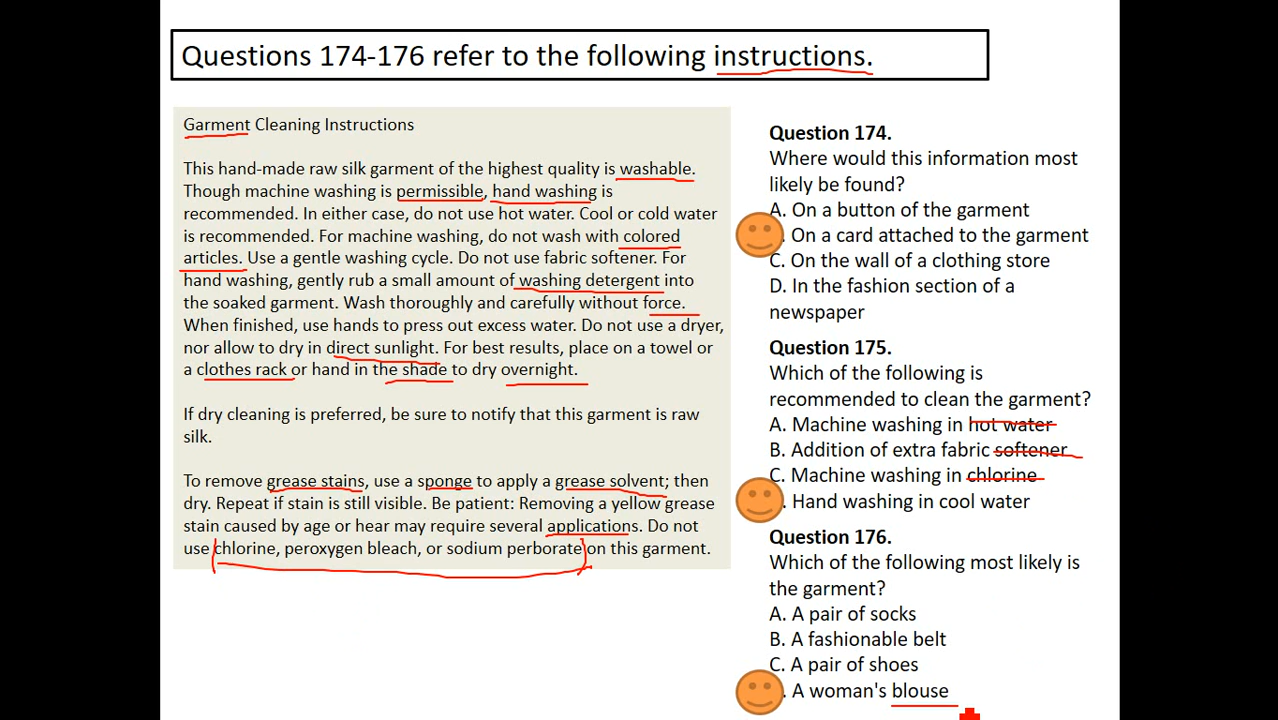 Questions 174-176 refer to the following instructions.
Garment Cleaning Instructions
This hand-made raw silk garment of the highest quality is washable.
Though machine washing is permissible, hand washing is
recommended. In either case, do not use hot water. Cool or cold water
is recommended. For machine washing, do not wash with colored
articles. Use a gentle washing cycle. Do not use fabric softener. For
hand washing, gently rub a small amount of washing detergent into
the soaked garment. Wash thoroughly and carefully without force.
When finished, use hands to press out excess water. Do not use a dryer,
nor allow to dry in direct sunlight. For best results, place on a towel or
a clothes rack or hand in the shade to dry overnight.
If dry cleaning is preferred, be sure to notify that this garment is raw
silk.
To remove grease stains, use a sponge to apply a grease solvent; then
dry. Repeat if stain is still visible. Be patient: Removing a yellow grease
stain caused by age or hear may require several applications. Do not
use chlorine, peroxygen bleach, or sodium perborate on this garment.
Question 174.
Where would this information most
likely be found?
A. On a button of the garment
. On a card attached to the garment
C. On the wall of a clothing store
D. In the fashion section of a
newspaper
Question 175.
Which of the following is
recommended to clean the garment?
A. Machine washing in hot water
B. Addition of extra fabric softener
C. Machine washing in chlorine
. Hand washing in cool water
Question 176.
Which of the following most likely is
the garment?
A. A pair of socks
B. A fashionable belt
C. A pair of shoes
. A woman's blouse